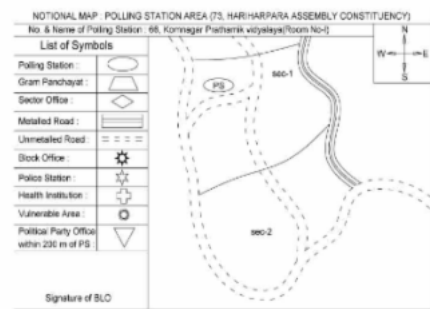 NOTIONAL MAP : POLLING STATION AREA (73, HARIHARPARA ASSEMBLY CONSTITUENCY)
No. & Name of Polling Station : 68, Komnagar Prathamik vidyalaya(Room No-I)
List of Symbols
Polling Station :
Gram Panchayat :
Sector Office :
Metalled Road :
Unmetalled Road :
Block Office :
Police Station :
Health Institution :
Vulnerable Area :
Political Party Office
within 200 m of PS :
Signature of BLO
PS
sec-1
sec-2
N
W
E
S